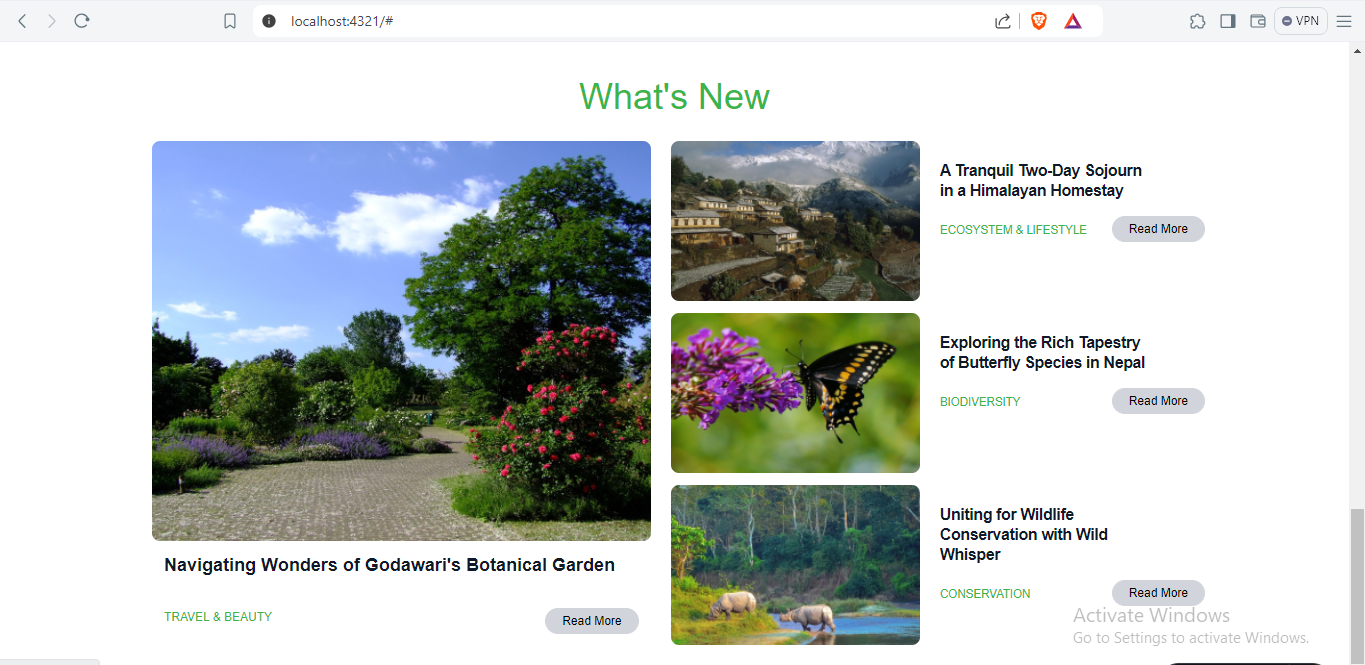 localhost:4321/#
VPN
What's New
Navigating Wonders of Godawari's Botanical Garden
TRAVEL & BEAUTY
Read More
A Tranquil Two-Day Sojourn
in a Himalayan Homestay
ECOSYSTEM & LIFESTYLE
Read More
Exploring the Rich Tapestry
of Butterfly Species in Nepal
BIODIVERSITY
Read More
Uniting for Wildlife
Conservation with Wild
Whisper
CONSERVATION
Read More
Activate Windows
Go to Settings to activate Windows.